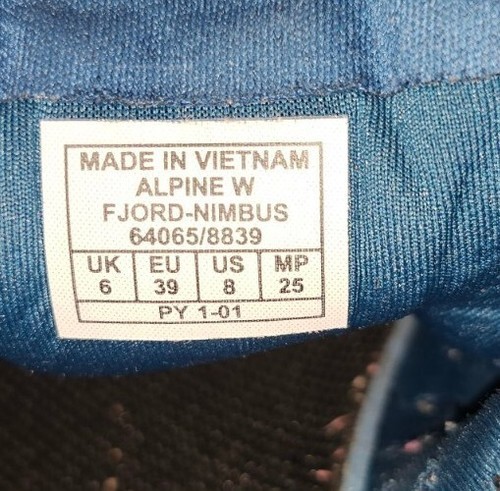 MADE IN VIETNAM
ALPINE W
FJORD-NIMBUS
64065/8839
UK EU US MP
6 39 8 25
PY 1-01